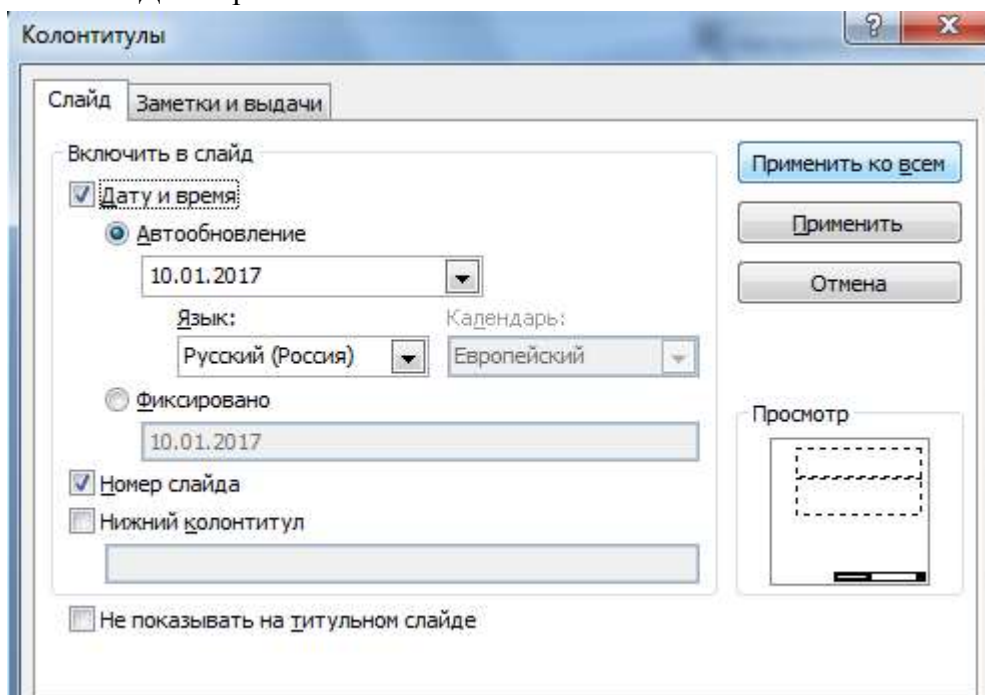 Колонтитулы
Слайд Заметки и выдачи
Включить в слайд
Дату и время
Автообновление
10.01.2017
Язык: Календарь:
Русский (Россия) Европейский
Фиксировано
10.01.2017
Номер слайда
Нижний колонтитул
Не показывать на титульном слайде
Применить ко всем
Применить
Отмена
Просмотр